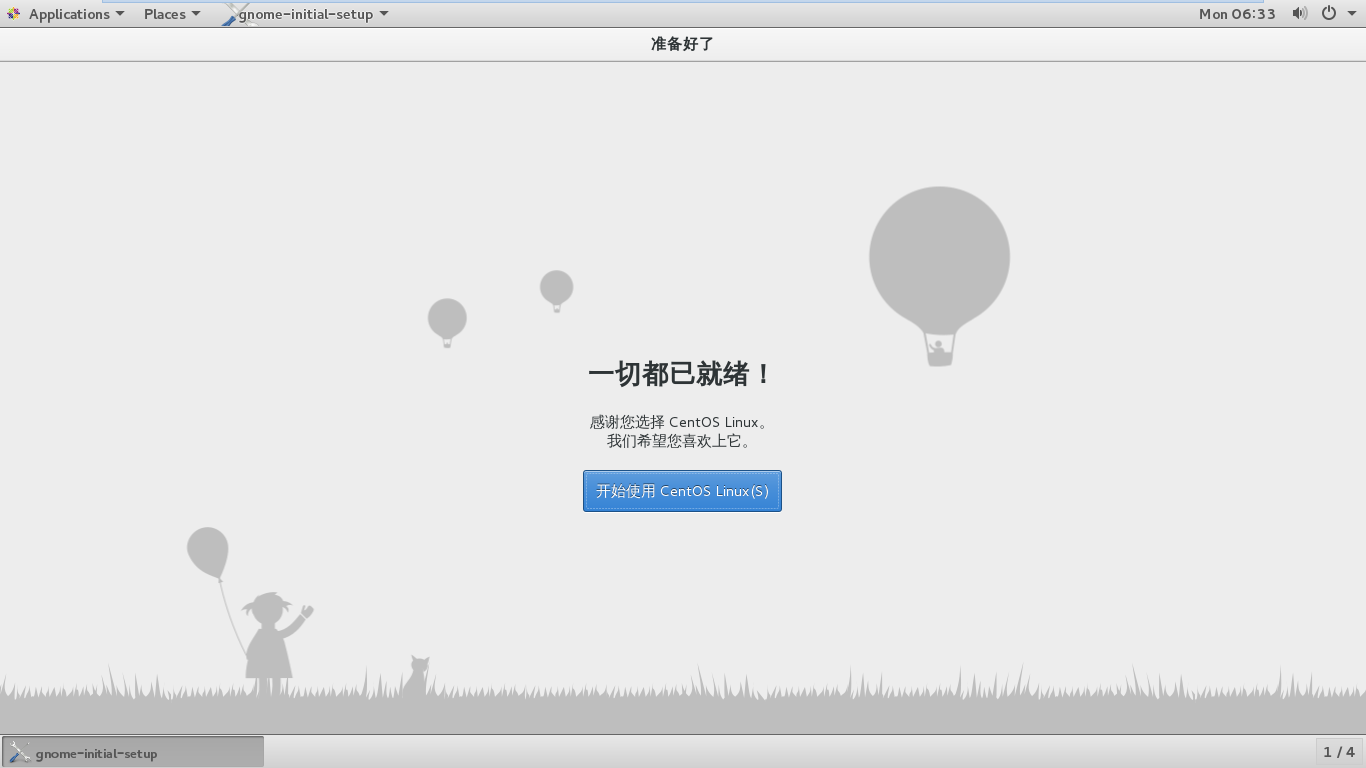 Applications Places gnome-initial-setup Mon 06:33
准备好了
一切都已就绪！
感谢您选择 CentOS Linux。
我们希望您喜欢上它。
开始使用 CentOS Linux(S)
gnome-initial-setup 1 / 4